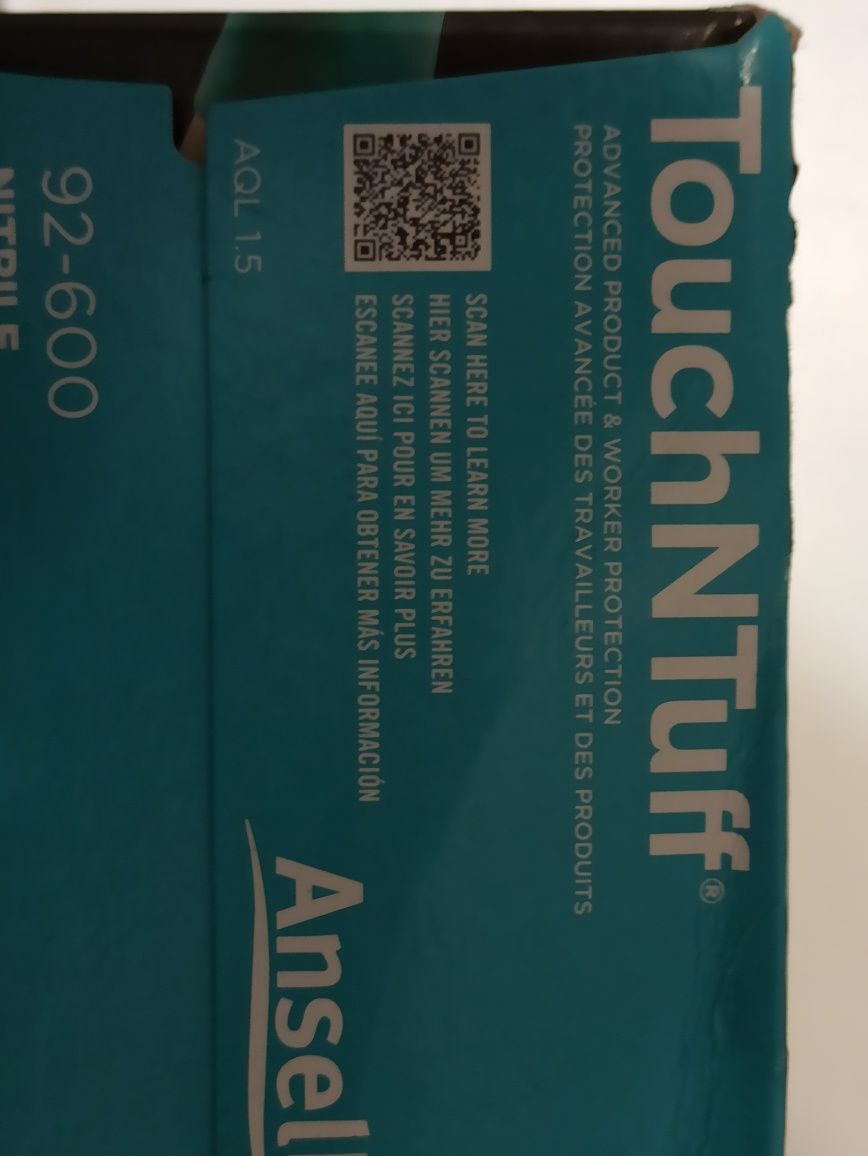 TouchNTuff®
ADVANCED PRODUCT & WORKER PROTECTION
PROTECTION AVANCÉE DES TRAVAILLEURS ET DES PRODUITS
SCAN HERE TO LEARN MORE
HIER SCANNEN UM MEHR ZU ERFAHREN
SCANNEZ ICI POUR EN SAVOIR PLUS
ESCANEE AQUÍ PARA OBTENER MÁS INFORMACIÓN
AQL 1.5
Ansell
92-600
NITRILE